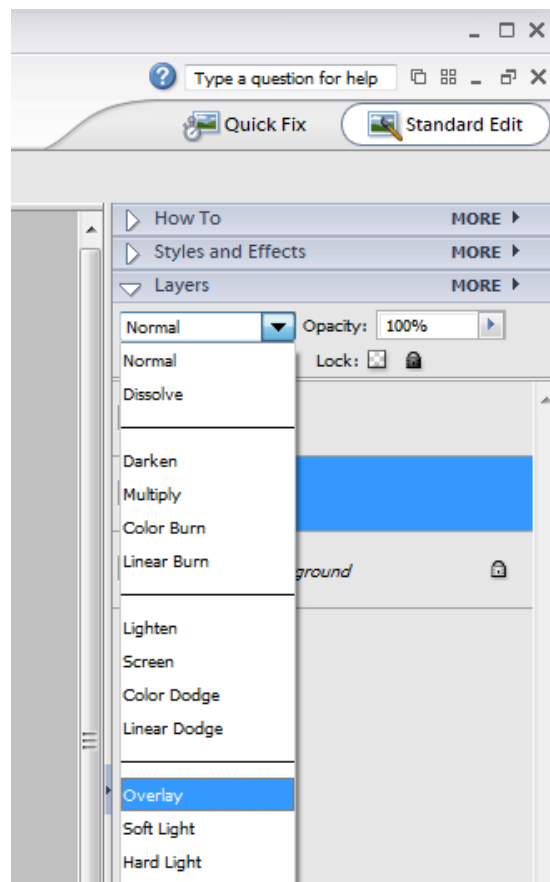 Type a question for help
Quick Fix
Standard Edit
How To MORE
Styles and Effects MORE
Layers MORE
Normal Opacity: 100%
Normal Lock:
Dissolve
Darken
Multiply
Color Burn
Linear Burn
ground
Lighten
Screen
Color Dodge
Linear Dodge
Overlay
Soft Light
Hard Light